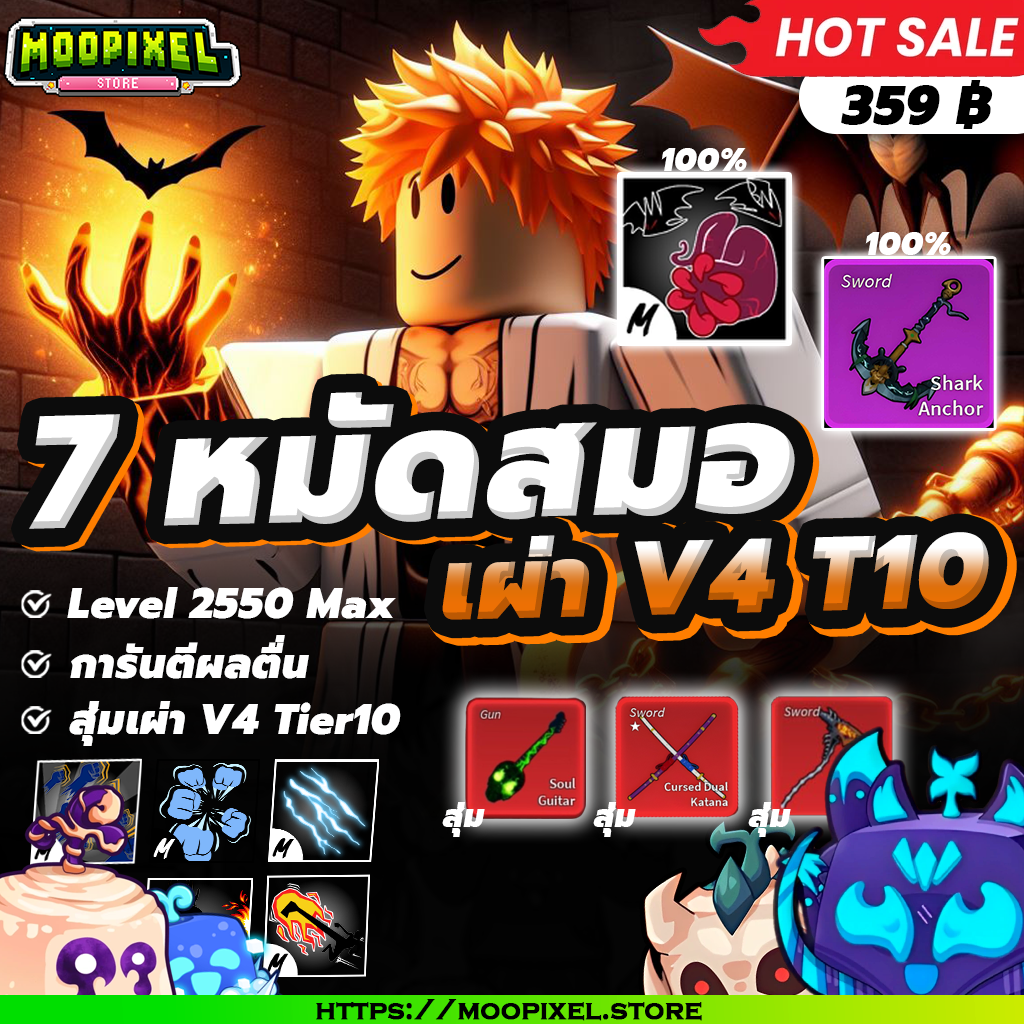 MOOPIXEL
STORE
HOT SALE
359 ฿
100%
M
100%
Sword
Shark
Anchor
7 หมัดสมอ
เผ่า V4 T10
Level 2550 Max
การันตีผลตื่น
สุ่มเผ่า V4 Tier10
Gun
Soul
Guitar
สุ่ม
Sword
Cursed Dual
Katana
สุ่ม
Sword
สุ่ม
M
M
M
M
HTTPS://MOOPIXEL.STORE